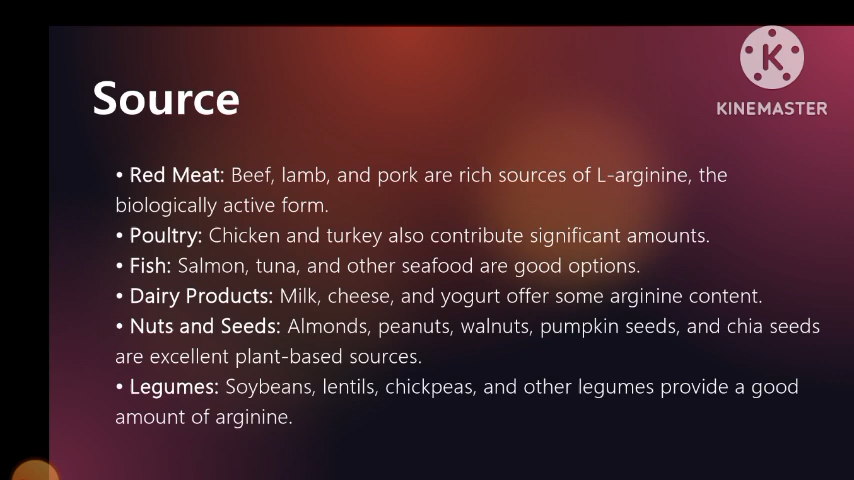 KINEMASTER
Source
• Red Meat: Beef, lamb, and pork are rich sources of L-arginine, the
biologically active form.
• Poultry: Chicken and turkey also contribute significant amounts.
• Fish: Salmon, tuna, and other seafood are good options.
• Dairy Products: Milk, cheese, and yogurt offer some arginine content.
• Nuts and Seeds: Almonds, peanuts, walnuts, pumpkin seeds, and chia seeds
are excellent plant-based sources.
• Legumes: Soybeans, lentils, chickpeas, and other legumes provide a good
amount of arginine.